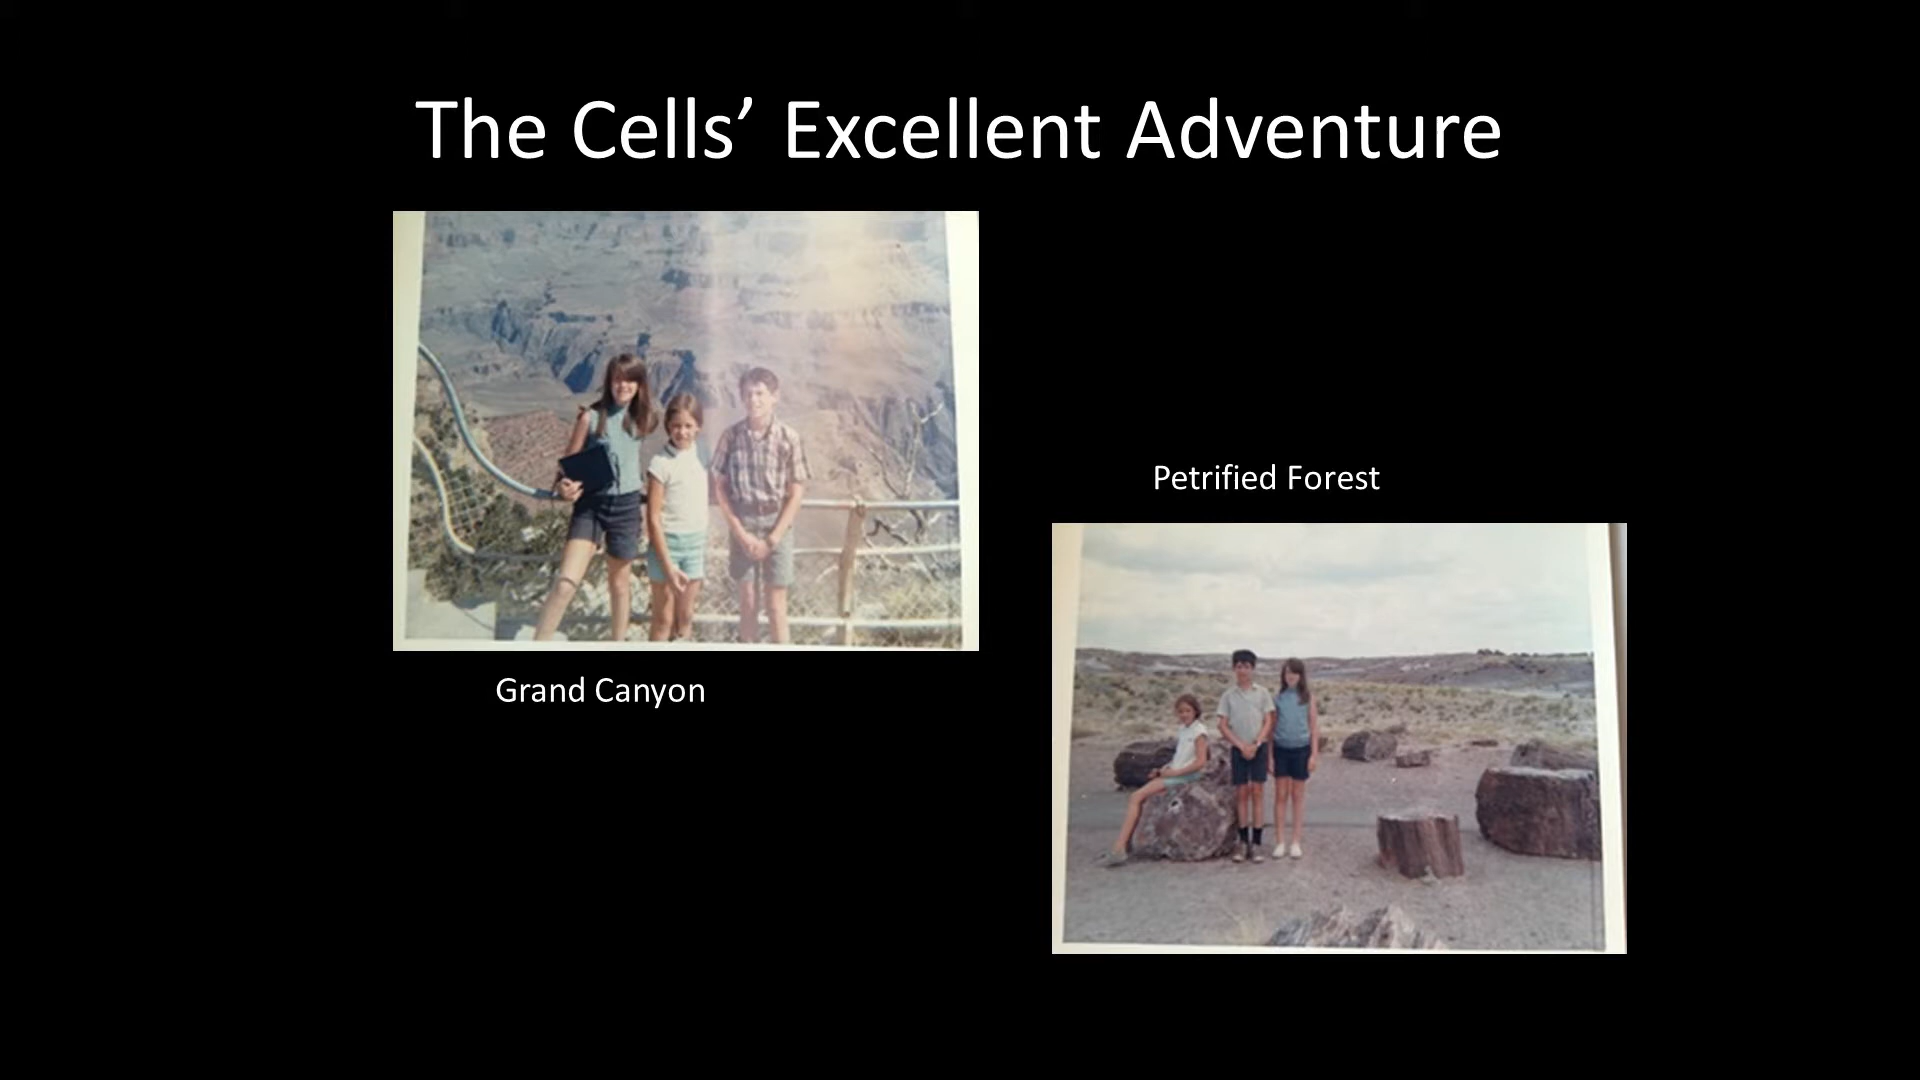 The Cells’ Excellent Adventure
Petrified Forest
Grand Canyon